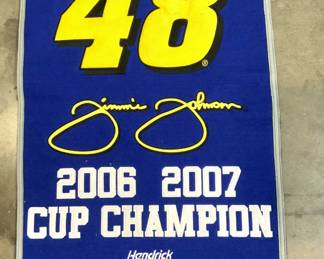 48
®
Jimmie Johnson
2006 2007
CUP CHAMPION
Hendrick